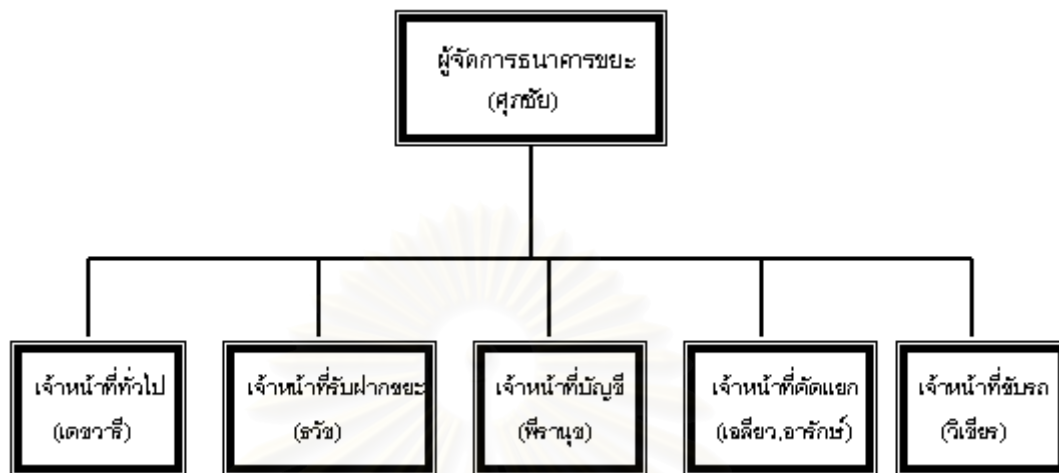 ผู้จัดการธนาคารขยะ
(ศุภชัย)
เจ้าหน้าที่ทั่วไป
(เดชวารี)
เจ้าหน้าที่รับฝากขยะ
(ธวัช)
เจ้าหน้าที่บัญชี
(พีรานุช)
เจ้าหน้าที่คัดแยก
(เฉลียว,อารักษ์)
เจ้าหน้าที่ขับรถ
(วิเชียร)